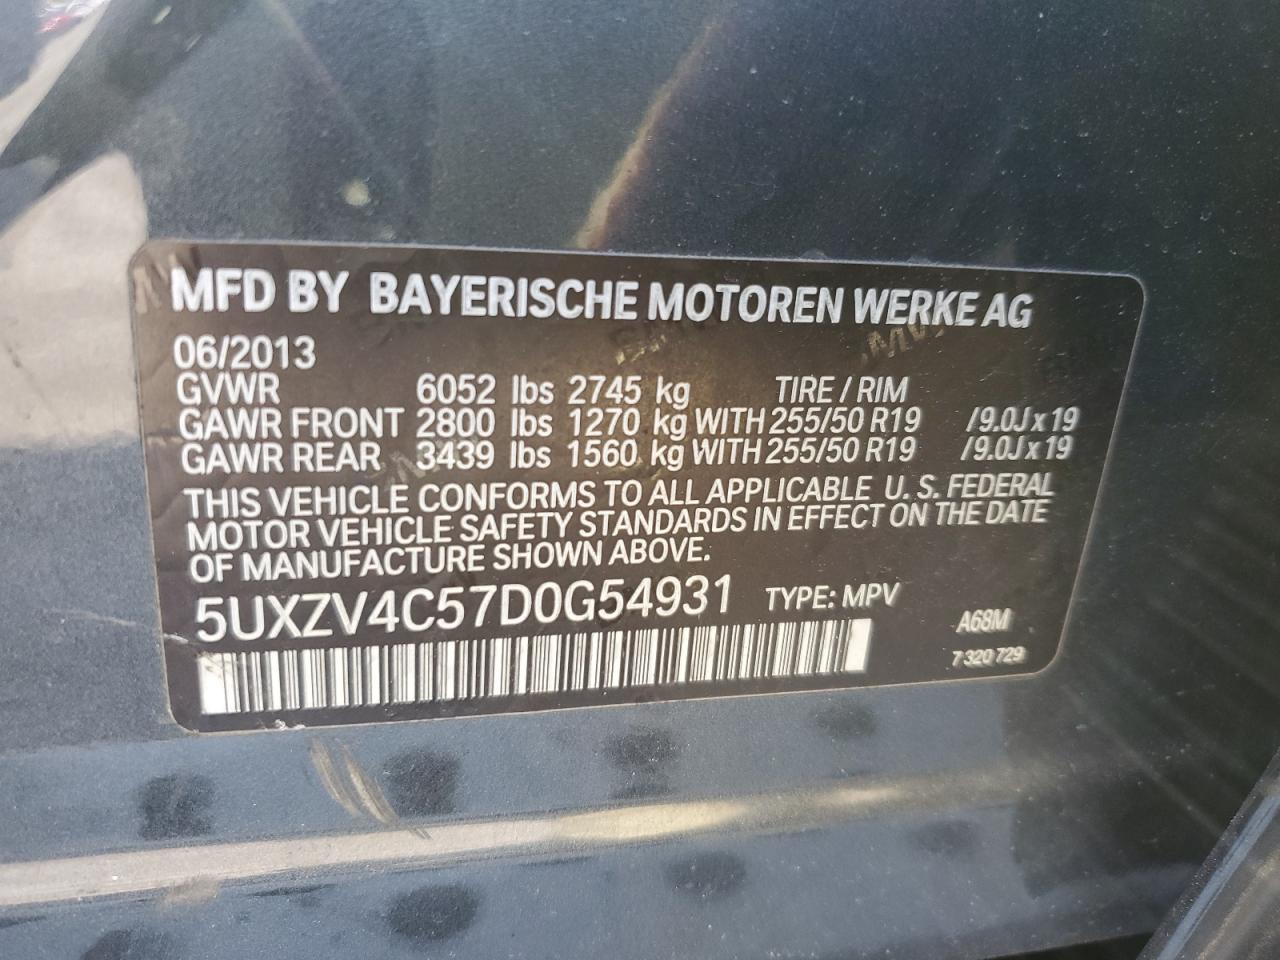 MFD BY BAYERISCHE MOTOREN WERKE AG
06/2013
GVWR 6052 lbs 2745 kg TIRE / RIM
GAWR FRONT 2800 lbs 1270 kg WITH 255/50 R19 /9.0J x 19
GAWR REAR 3439 lbs 1560 kg WITH 255/50 R19 /9.0J x 19
THIS VEHICLE CONFORMS TO ALL APPLICABLE U. S. FEDERAL
MOTOR VEHICLE SAFETY STANDARDS IN EFFECT ON THE DATE
OF MANUFACTURE SHOWN ABOVE.
5UXZV4C57D0G54931 TYPE: MPV
A68M
7 320 729